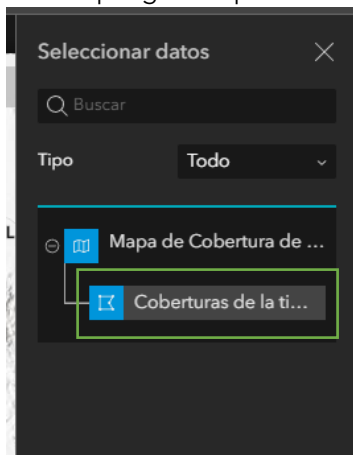 Seleccionar datos
Buscar
Tipo Todo
L
Mapa de Cobertura de ...
Coberturas de la ti...